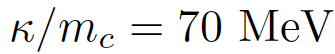 κ/m_c = 70 MeV